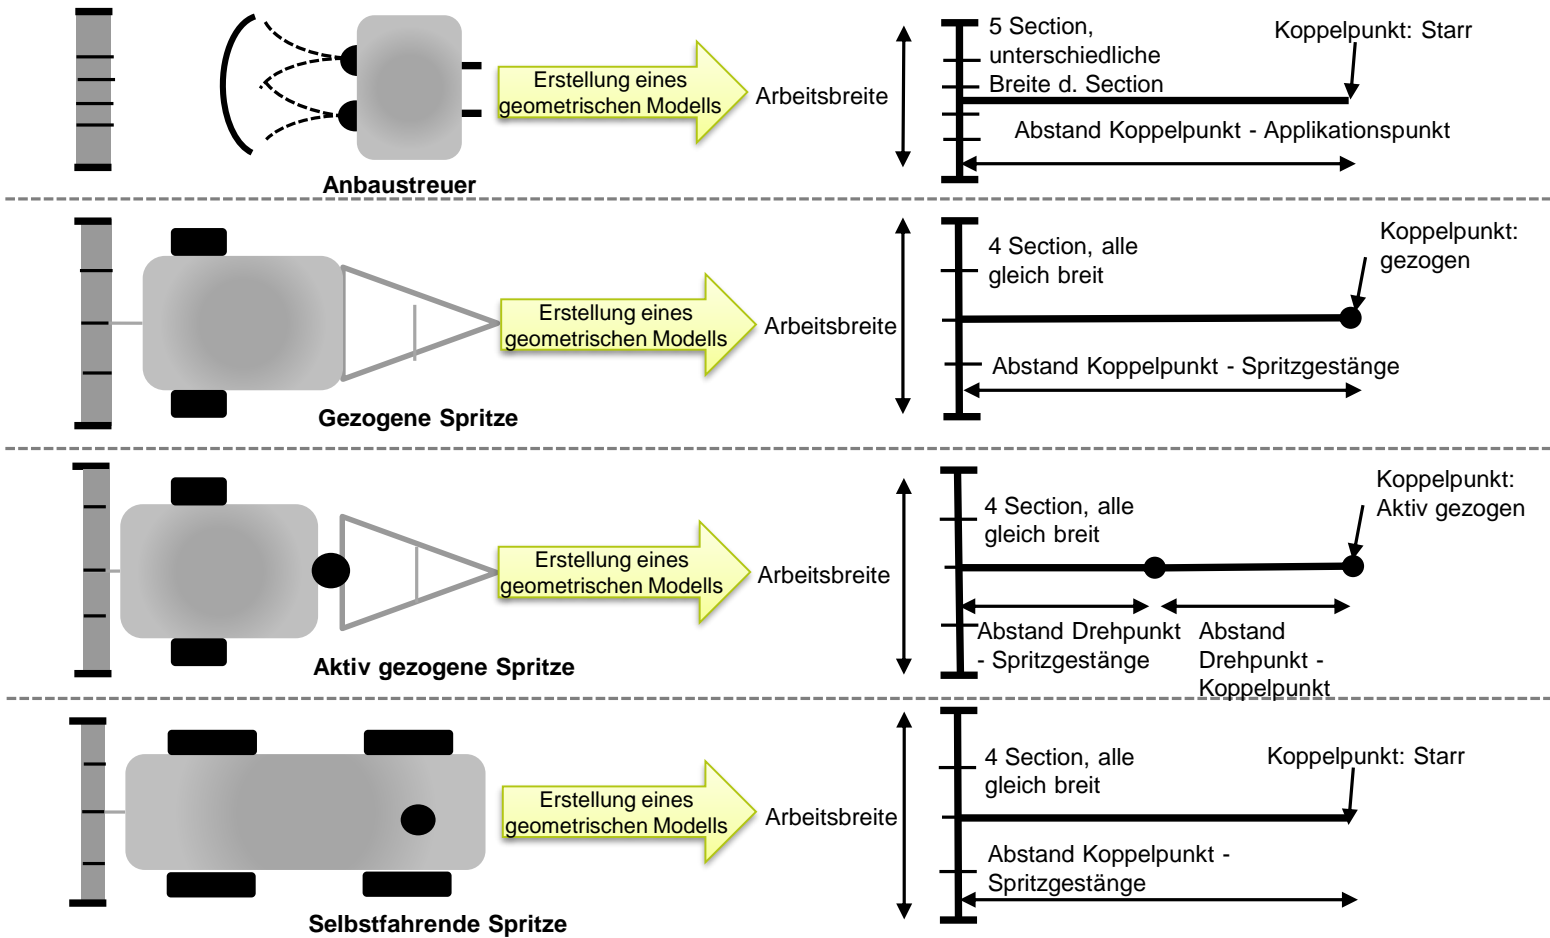 5 Section,
unterschiedliche
Breite d. Section
Koppelpunkt: Starr
Erstellung eines
geometrischen Modells
Arbeitsbreite
Abstand Koppelpunkt - Applikationspunkt
Anbaustreuer
4 Section, alle
gleich breit
Koppelpunkt:
gezogen
Erstellung eines
geometrischen Modells
Arbeitsbreite
Abstand Koppelpunkt - Spritzgestänge
Gezogene Spritze
4 Section, alle
gleich breit
Koppelpunkt:
Aktiv gezogen
Erstellung eines
geometrischen Modells
Arbeitsbreite
Abstand Drehpunkt
- Spritzgestänge
Abstand
Drehpunkt -
Koppelpunkt
Aktiv gezogene Spritze
4 Section, alle
gleich breit
Koppelpunkt: Starr
Erstellung eines
geometrischen Modells
Arbeitsbreite
Abstand Koppelpunkt -
Spritzgestänge
Selbstfahrende Spritze